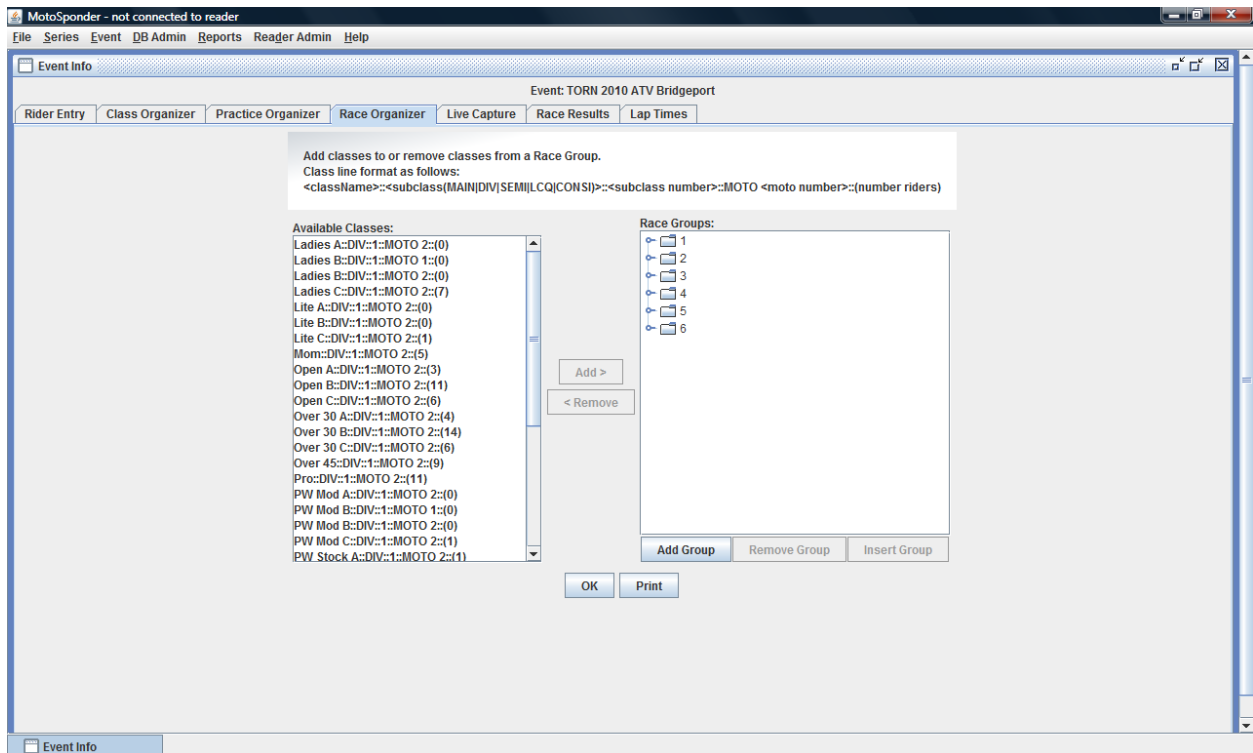 MotoSponder - not connected to reader
File Series Event DB Admin Reports Reader Admin Help
Event Info
Event: TORN 2010 ATV Bridgeport
Rider Entry Class Organizer Practice Organizer Race Organizer Live Capture Race Results Lap Times
Add classes to or remove classes from a Race Group.
Class line format as follows:
<className>::<subclass(MAIN|DIV|SEMI|LCQ|CONSI)>::<subclass number>::MOTO <moto number>::(number riders)
Available Classes:
Ladies A::DIV::1::MOTO 2::(0)
Ladies B::DIV::1::MOTO 1::(0)
Ladies B::DIV::1::MOTO 2::(0)
Ladies C::DIV::1::MOTO 2::(7)
Lite A::DIV::1::MOTO 2::(0)
Lite B::DIV::1::MOTO 2::(0)
Lite C::DIV::1::MOTO 2::(1)
Mom::DIV::1::MOTO 2::(5)
Open A::DIV::1::MOTO 2::(3)
Open B::DIV::1::MOTO 2::(11)
Open C::DIV::1::MOTO 2::(6)
Over 30 A::DIV::1::MOTO 2::(4)
Over 30 B::DIV::1::MOTO 2::(14)
Over 30 C::DIV::1::MOTO 2::(6)
Over 45::DIV::1::MOTO 2::(9)
Pro::DIV::1::MOTO 2::(11)
PW Mod A::DIV::1::MOTO 2::(0)
PW Mod B::DIV::1::MOTO 1::(0)
PW Mod B::DIV::1::MOTO 2::(0)
PW Mod C::DIV::1::MOTO 2::(1)
PW Stock A::DIV::1::MOTO 2::(1)
Add >
< Remove
Race Groups:
1
2
3
4
5
6
Add Group Remove Group Insert Group
OK Print
Event Info